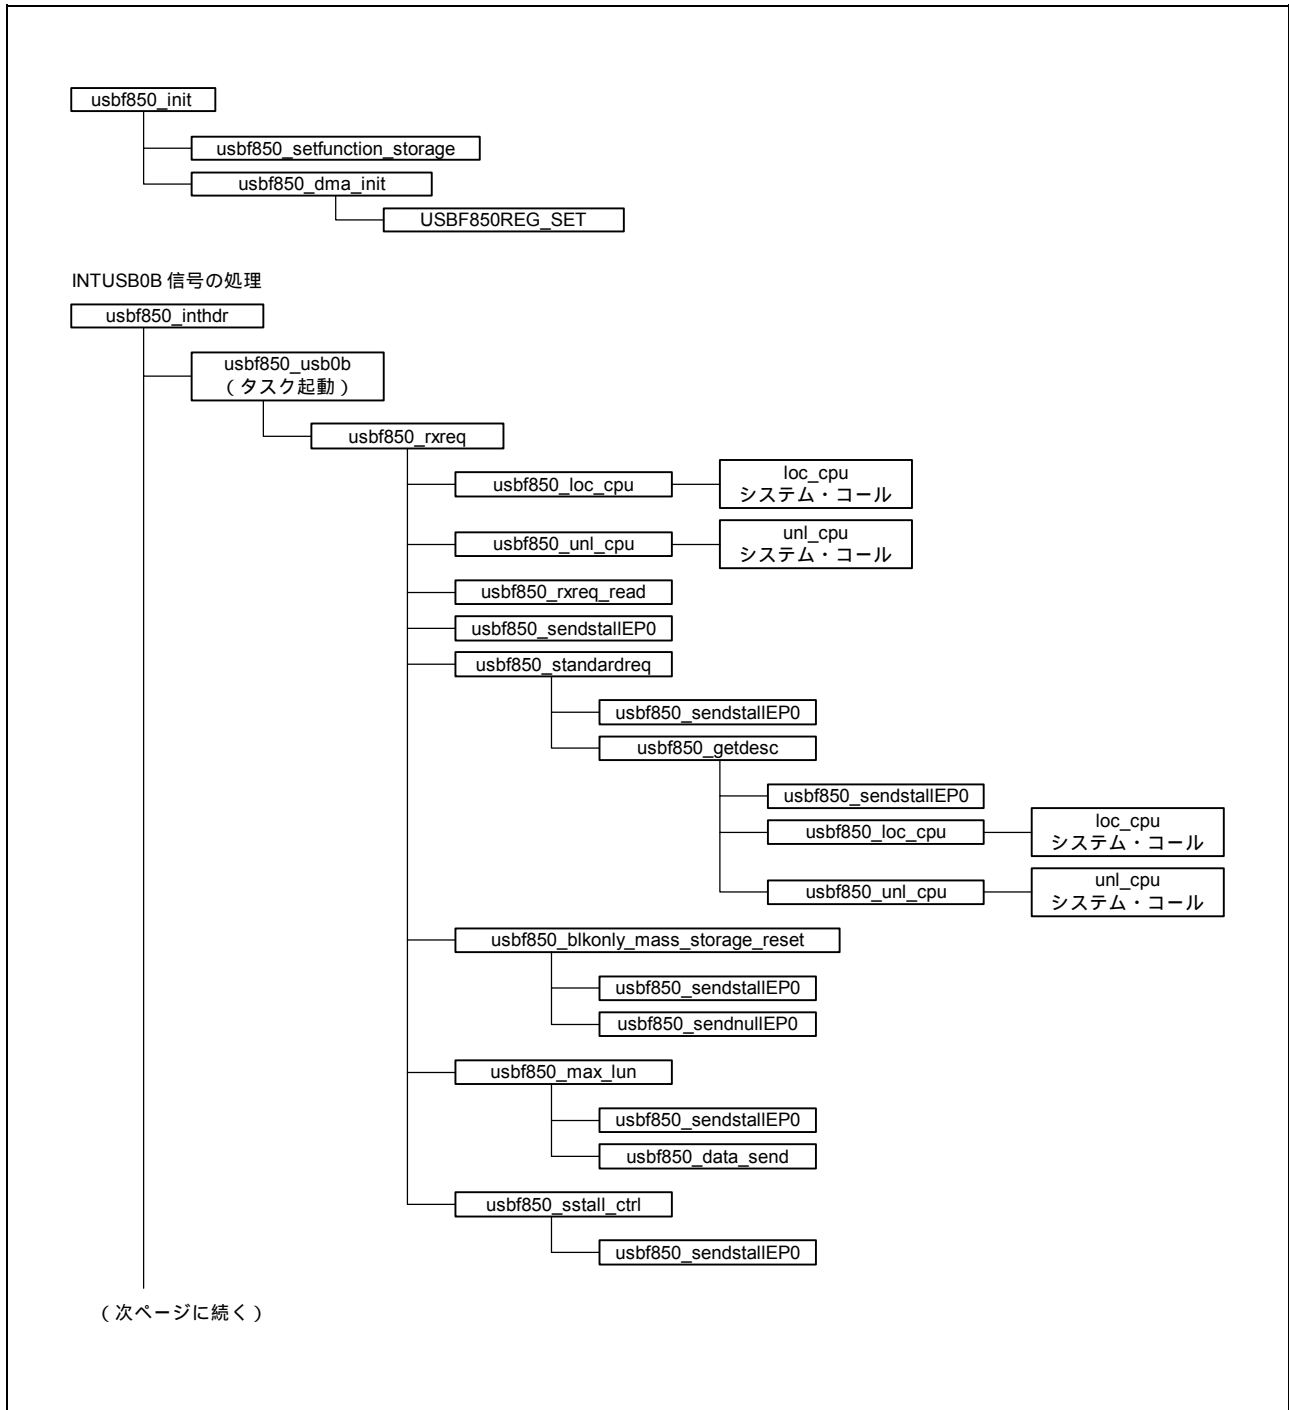 usbf850_init
usbf850_setfunction_storage
usbf850_dma_init
USBF850REG_SET
INTUSB0B 信号の処理
usbf850_inthdr
usbf850_usb0b
（タスク起動）
usbf850_rxreq
usbf850_loc_cpu
loc_cpu
システム・コール
usbf850_unl_cpu
unl_cpu
システム・コール
usbf850_rxreq_read
usbf850_sendstallEP0
usbf850_standardreq
usbf850_sendstallEP0
usbf850_getdesc
usbf850_sendstallEP0
usbf850_loc_cpu
loc_cpu
システム・コール
usbf850_unl_cpu
unl_cpu
システム・コール
usbf850_blkonly_mass_storage_reset
usbf850_sendstallEP0
usbf850_sendnullEP0
usbf850_max_lun
usbf850_sendstallEP0
usbf850_data_send
usbf850_sstall_ctrl
usbf850_sendstallEP0
（次ページに続く）